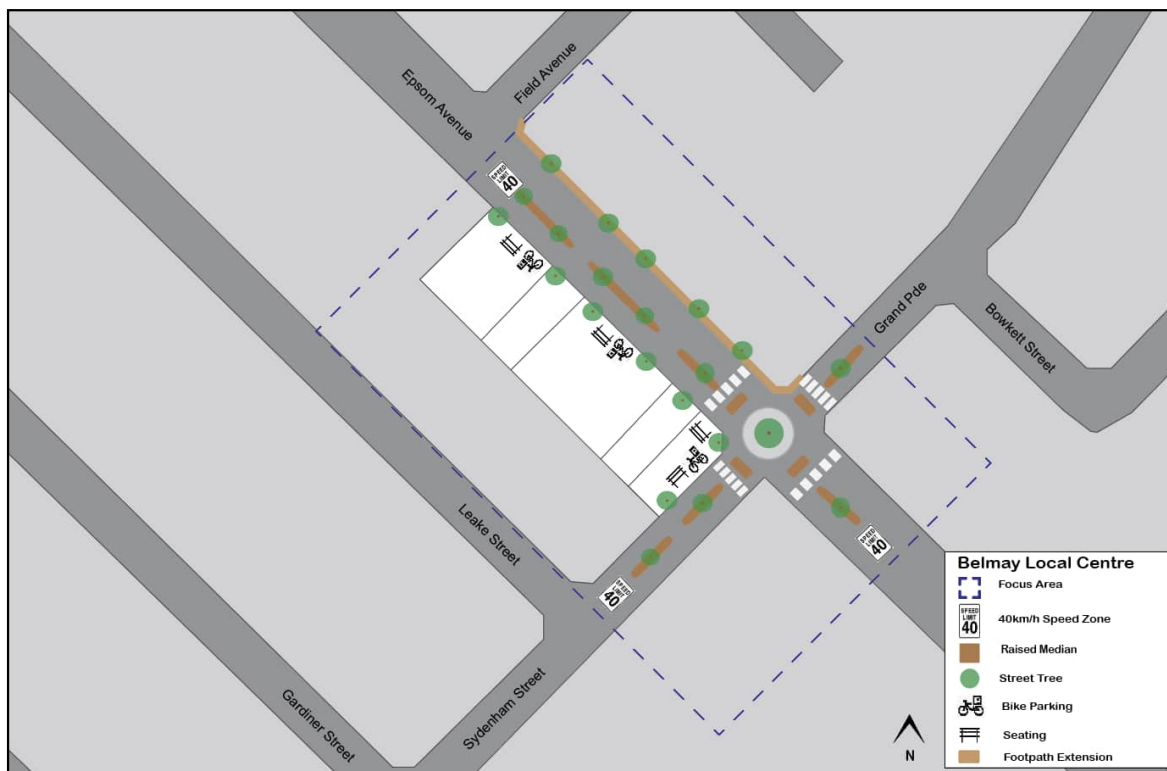 Epsom Avenue
Field Avenue
SPEED
LIMIT
40
Grand Pde
Bowkett Street
Leake Street
SPEED
LIMIT
40
SPEED
LIMIT
40
Gardiner Street
Sydenham Street
N
Belmay Local Centre
Focus Area
SPEED
LIMIT
40
40km/h Speed Zone
Raised Median
Street Tree
Bike Parking
Seating
Footpath Extension